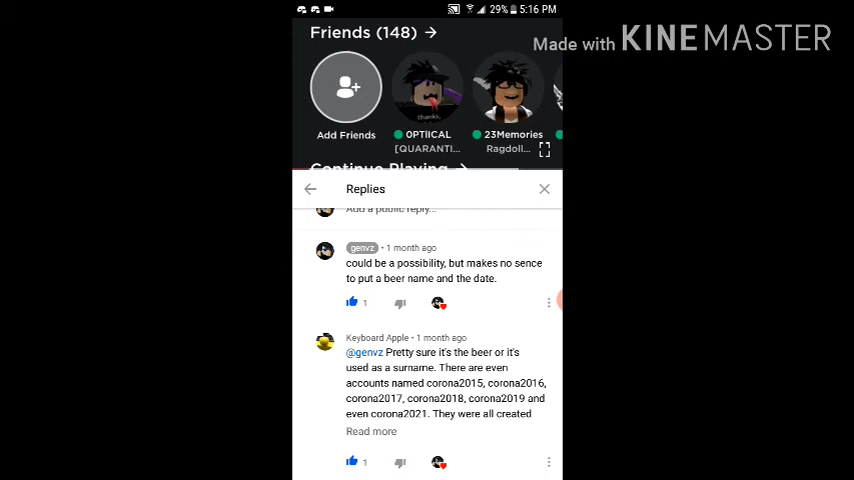 29% 5:16 PM
Friends (148) →
Made with KINEMASTER
thanks,
Add Friends
0PTIICAL
23Memories
[QUARANTI...
Ragdoll...
Continue Playing →
Replies
Add a public reply...
genvz • 1 month ago
could be a possibility, but makes no sence
to put a beer name and the date.
1
Keyboard Apple • 1 month ago
@genvz Pretty sure it's the beer or it's
used as a surname. There are even
accounts named corona2015, corona2016,
corona2017, corona2018, corona2019 and
even corona2021. They were all created
Read more
1